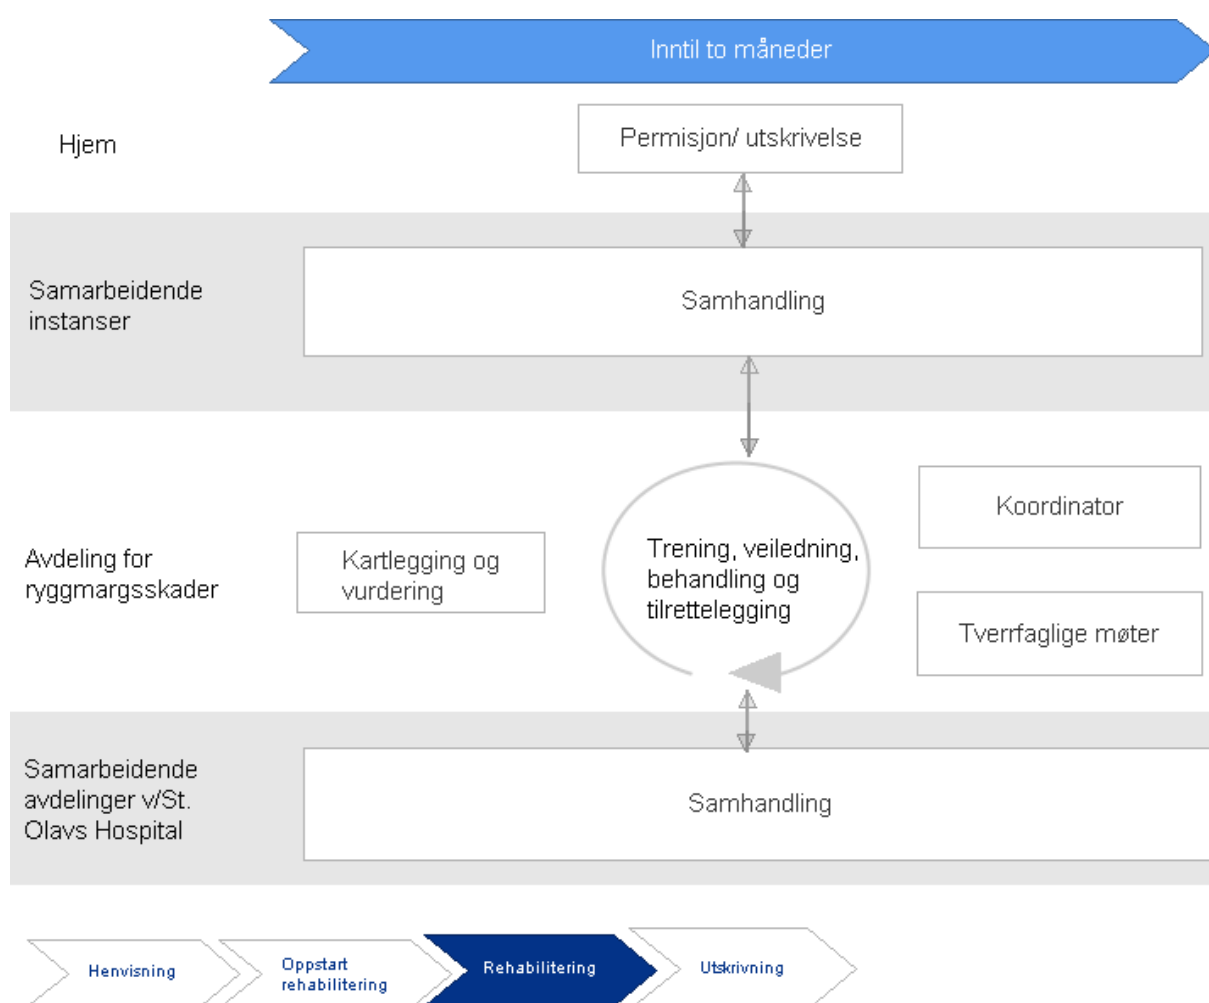 Inntil to måneder
Hjem
Permisjon/ utskrivelse
Samarbeidende
instanser
Samhandling
Avdeling for
ryggmargsskader
Kartlegging og
vurdering
Trening, veiledning,
behandling og
tilrettelegging
Koordinator
Tverrfaglige møter
Samarbeidende
avdelinger v/St.
Olavs Hospital
Samhandling
Henvisning
Oppstart
rehabilitering
Rehabilitering
Utskrivning